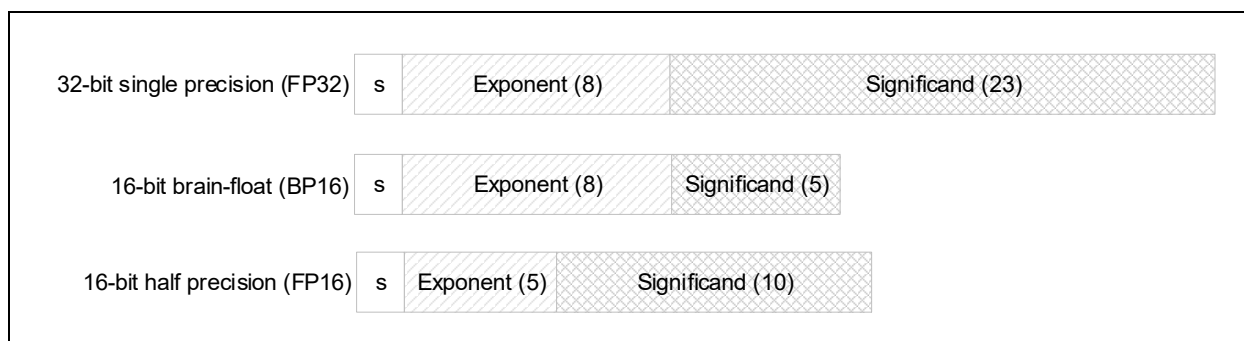 32-bit single precision (FP32) s Exponent (8) Significand (23)
16-bit brain-float (BP16) s Exponent (8) Significand (5)
16-bit half precision (FP16) s Exponent (5) Significand (10)